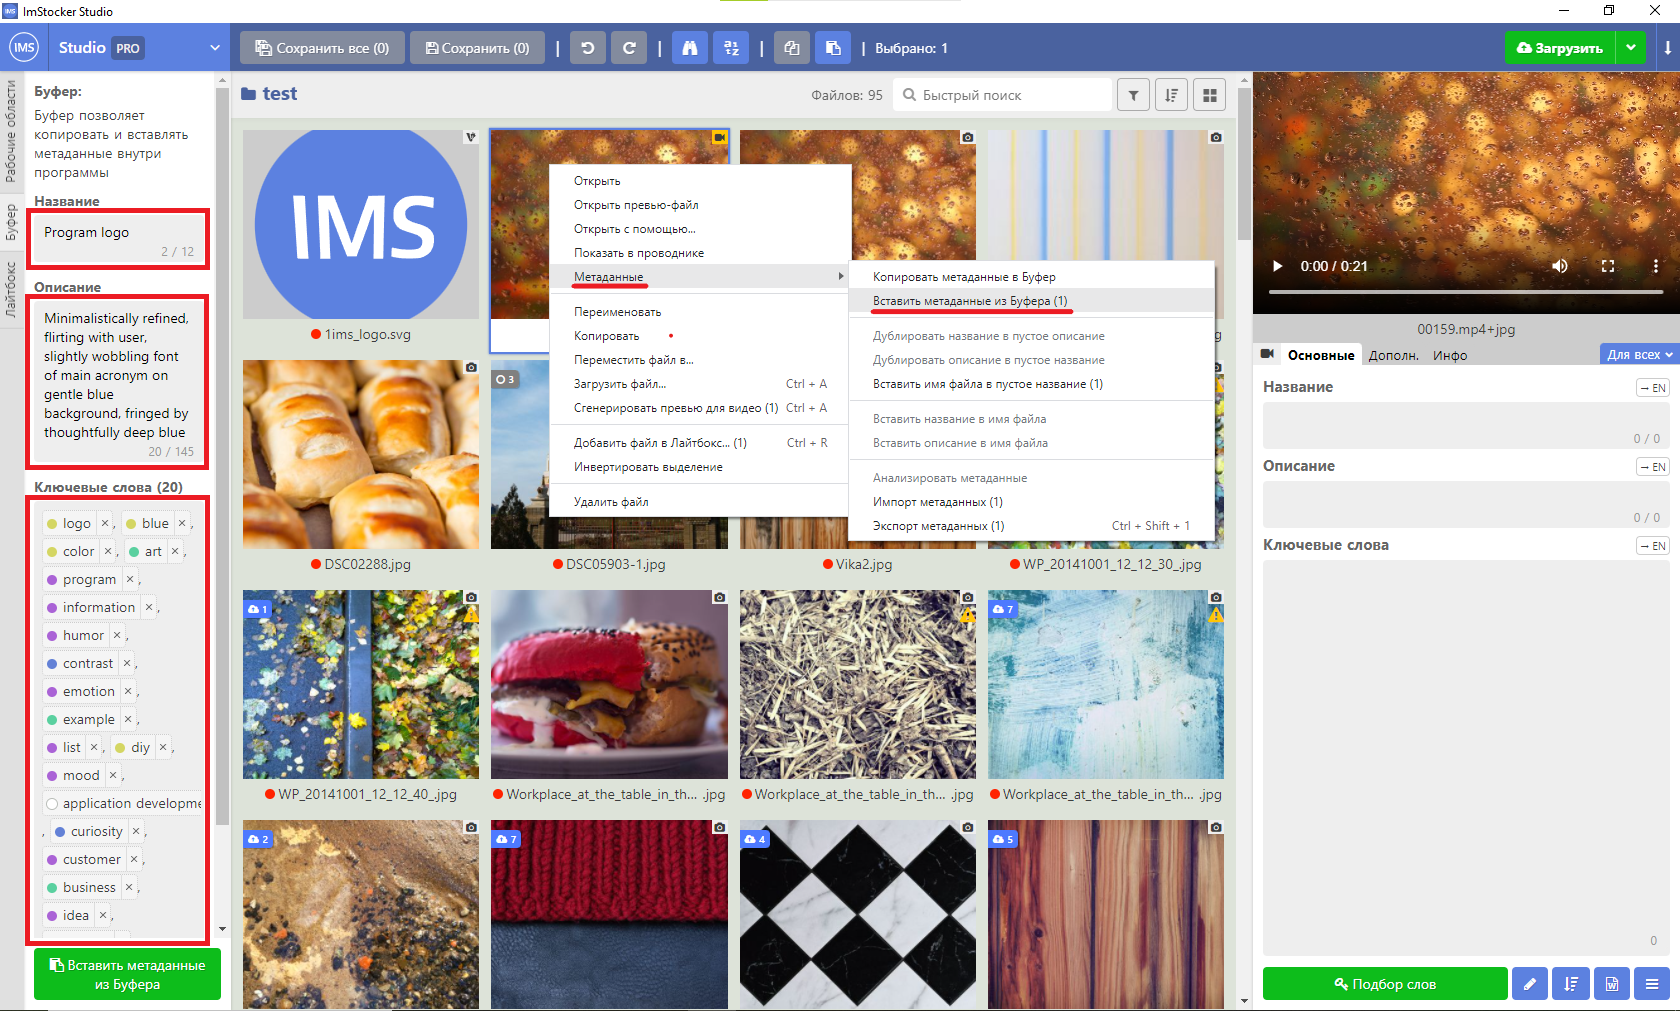 ImStocker Studio
IMS
Studio PRO
Сохранить все (0)
Сохранить (0)
Выбрано: 1
Загрузить
Рабочие области
Буфер
Лайтбокс
Буфер:
Буфер позволяет
копировать и вставлять
метаданные внутри
программы
Название
Program logo
2 / 12
Описание
Minimalistically refined,
flirting with user,
slightly wobbling font
of main acronym on
gentle blue
background, fringed by
thoughtfully deep blue
20 / 145
Ключевые слова (20)
logo ×, blue ×,
color ×, art ×,
program ×,
information ×,
humor ×,
contrast ×,
emotion ×,
example ×,
list ×, diy ×,
mood ×,
application developme
, curiosity ×,
customer ×,
business ×,
idea ×,
Вставить метаданные
из Буфера
test
Файлов: 95
Быстрый поиск
IMS
1ims_logo.svg
g
Открыть
Открыть превью-файл
Открыть с помощью...
Показать в проводнике
Метаданные
Переименовать
Копировать
Переместить файл в...
Загрузить файл... Ctrl + A
Сгенерировать превью для видео (1) Ctrl + A
Добавить файл в Лайтбокс... (1) Ctrl + R
Инвертировать выделение
Удалить файл
Копировать метаданные в Буфер
Вставить метаданные из Буфера (1)
Дублировать название в пустое описание
Дублировать описание в пустое название
Вставить имя файла в пустое название (1)
Вставить название в имя файла
Вставить описание в имя файла
Анализировать метаданные
Импорт метаданных (1)
Экспорт метаданных (1) Ctrl + Shift + 1
3
DSC02288.jpg
DSC05903-1.jpg
Vika2.jpg
WP_20141001_12_12_30_.jpg
1
7
WP_20141001_12_12_40_.jpg
Workplace_at_the_table_in_th... .jpg
Workplace_at_the_table_in_th... .jpg
Workplace_at_the_table_in_th... .jpg
2
7
4
5
0:00 / 0:21
00159.mp4+jpg
Основные
Дополн.
Инфо
Для всех
Название
→ EN
0 / 0
Описание
→ EN
0 / 0
Ключевые слова
→ EN
0
Подбор слов